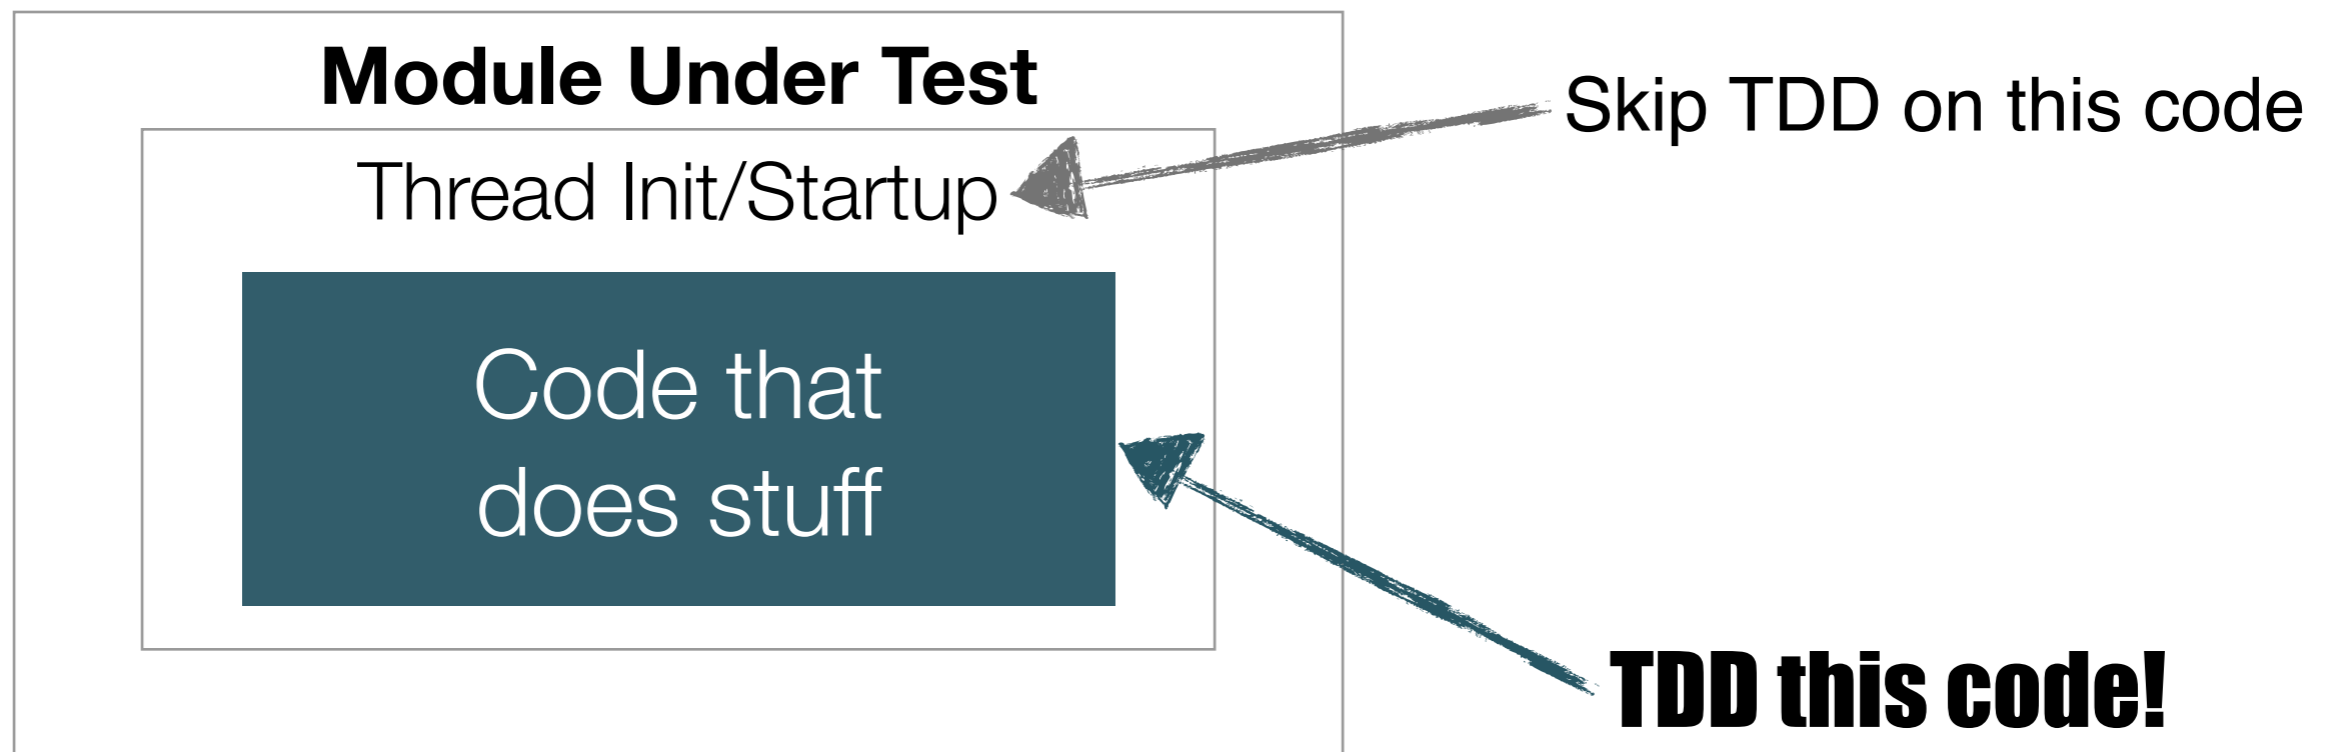 Module Under Test
Skip TDD on this code
Thread Init/Startup
Code that
does stuff
TDD this code!